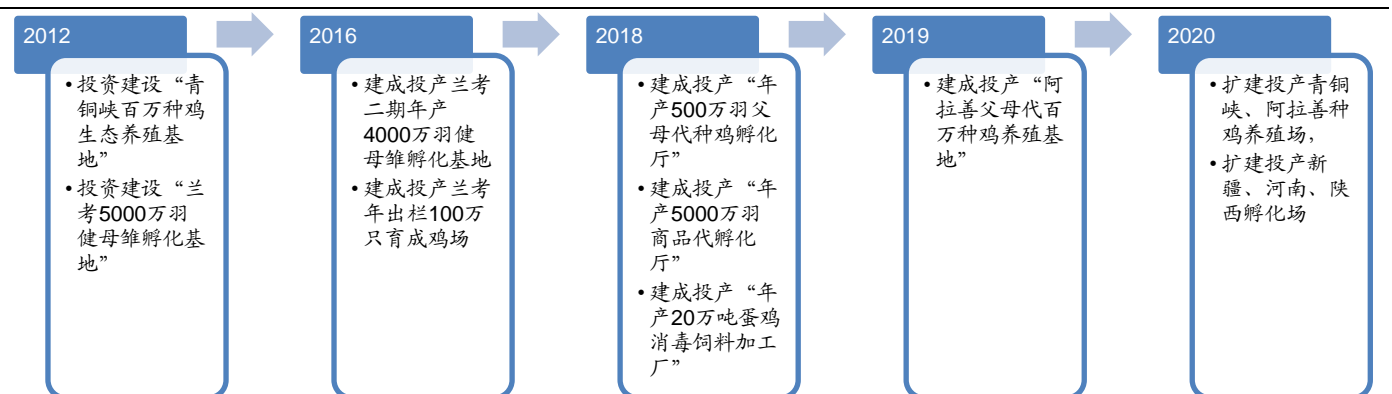 2012
•投资建设“青
铜峡百万种鸡
生态养殖基
地”
•投资建设“兰
考5000万羽
健母雏孵化基
地”
2016
•建成投产兰考
二期年产
4000万羽健
母雏孵化基地
•建成投产兰考
年出栏100万
只育成鸡场
2018
•建成投产“年
产500万羽父
母代种鸡孵化
厅”
•建成投产“年
产5000万羽
商品代孵化
厅”
•建成投产“年
产20万吨蛋鸡
消毒饲料加工
厂”
2019
•建成投产“阿
拉善父母代百
万种鸡养殖基
地”
2020
•扩建投产青铜
峡、阿拉善种
鸡养殖场，
•扩建投产新
疆、河南、陕
西孵化场